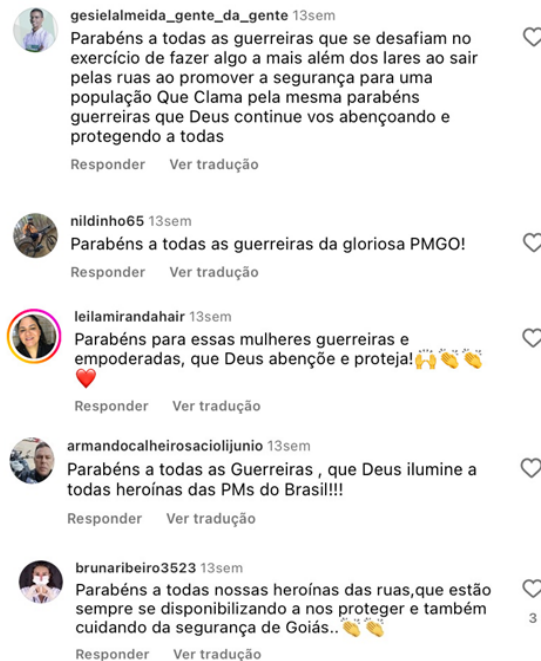 gesielalmeida_gente_da_gente 13sem
Parabéns a todas as guerreiras que se desafiam no
exercício de fazer algo a mais além dos lares ao sair
pelas ruas ao promover a segurança para uma
população Que Clama pela mesma parabéns
guerreiras que Deus continue vos abençoando e
protegendo a todas
Responder Ver tradução
nildinho65 13sem
Parabéns a todas as guerreiras da gloriosa PMGO!
Responder Ver tradução
leilamirandahair 13sem
Parabéns para essas mulheres guerreiras e
empoderadas, que Deus abençõe e proteja!🙌👏👏
❤️
Responder Ver tradução
armandocalheirosaciolijunio 13sem
Parabéns a todas as Guerreiras , que Deus ilumine a
todas heroínas das PMs do Brasil!!!
Responder Ver tradução
brunaribeiro3523 13sem
Parabéns a todas nossas heroínas das ruas,que estão
sempre se disponibilizando a nos proteger e também
cuidando da segurança de Goiás..👏👏
3
Responder Ver tradução